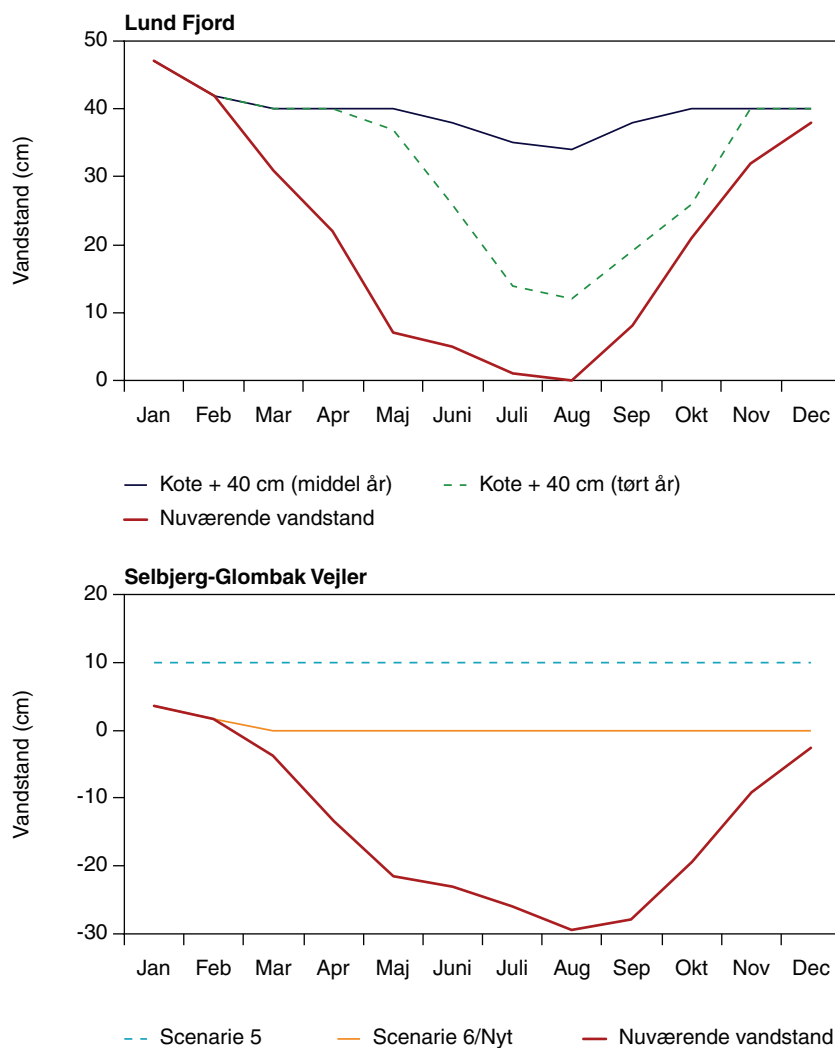 Lund Fjord
Vandstand (cm)
50
40
30
20
10
0
Jan Feb Mar Apr Maj Juni Juli Aug Sep Okt Nov Dec
Kote + 40 cm (middel år) Kote + 40 cm (tørt år)
Nuværende vandstand
Selbjerg-Glombak Vejler
Vandstand (cm)
20
10
0
-10
-20
-30
Jan Feb Mar Apr Maj Juni Juli Aug Sep Okt Nov Dec
Scenarie 5 Scenarie 6/Nyt Nuværende vandstand